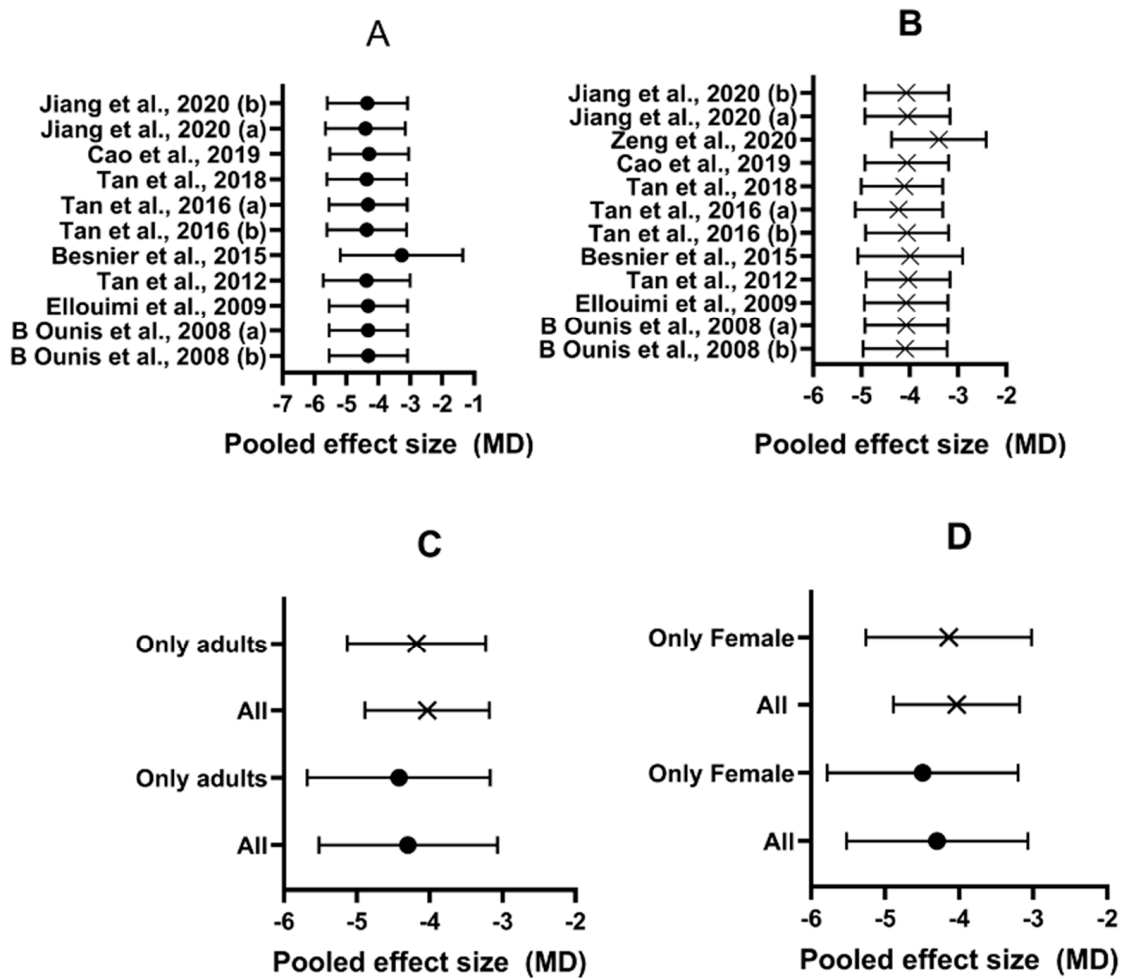 A
Jiang et al., 2020 (b)
Jiang et al., 2020 (a)
Cao et al., 2019
Tan et al., 2018
Tan et al., 2016 (a)
Tan et al., 2016 (b)
Besnier et al., 2015
Tan et al., 2012
Ellouimi et al., 2009
B Ounis et al., 2008 (a)
B Ounis et al., 2008 (b)
-7 -6 -5 -4 -3 -2 -1
Pooled effect size (MD)
B
Jiang et al., 2020 (b)
Jiang et al., 2020 (a)
Zeng et al., 2020
Cao et al., 2019
Tan et al., 2018
Tan et al., 2016 (a)
Tan et al., 2016 (b)
Besnier et al., 2015
Tan et al., 2012
Ellouimi et al., 2009
B Ounis et al., 2008 (a)
B Ounis et al., 2008 (b)
-6 -5 -4 -3 -2
Pooled effect size (MD)
C
Only adults
All
Only adults
All
-6 -5 -4 -3 -2
Pooled effect size (MD)
D
Only Female
All
Only Female
All
-6 -5 -4 -3 -2
Pooled effect size (MD)